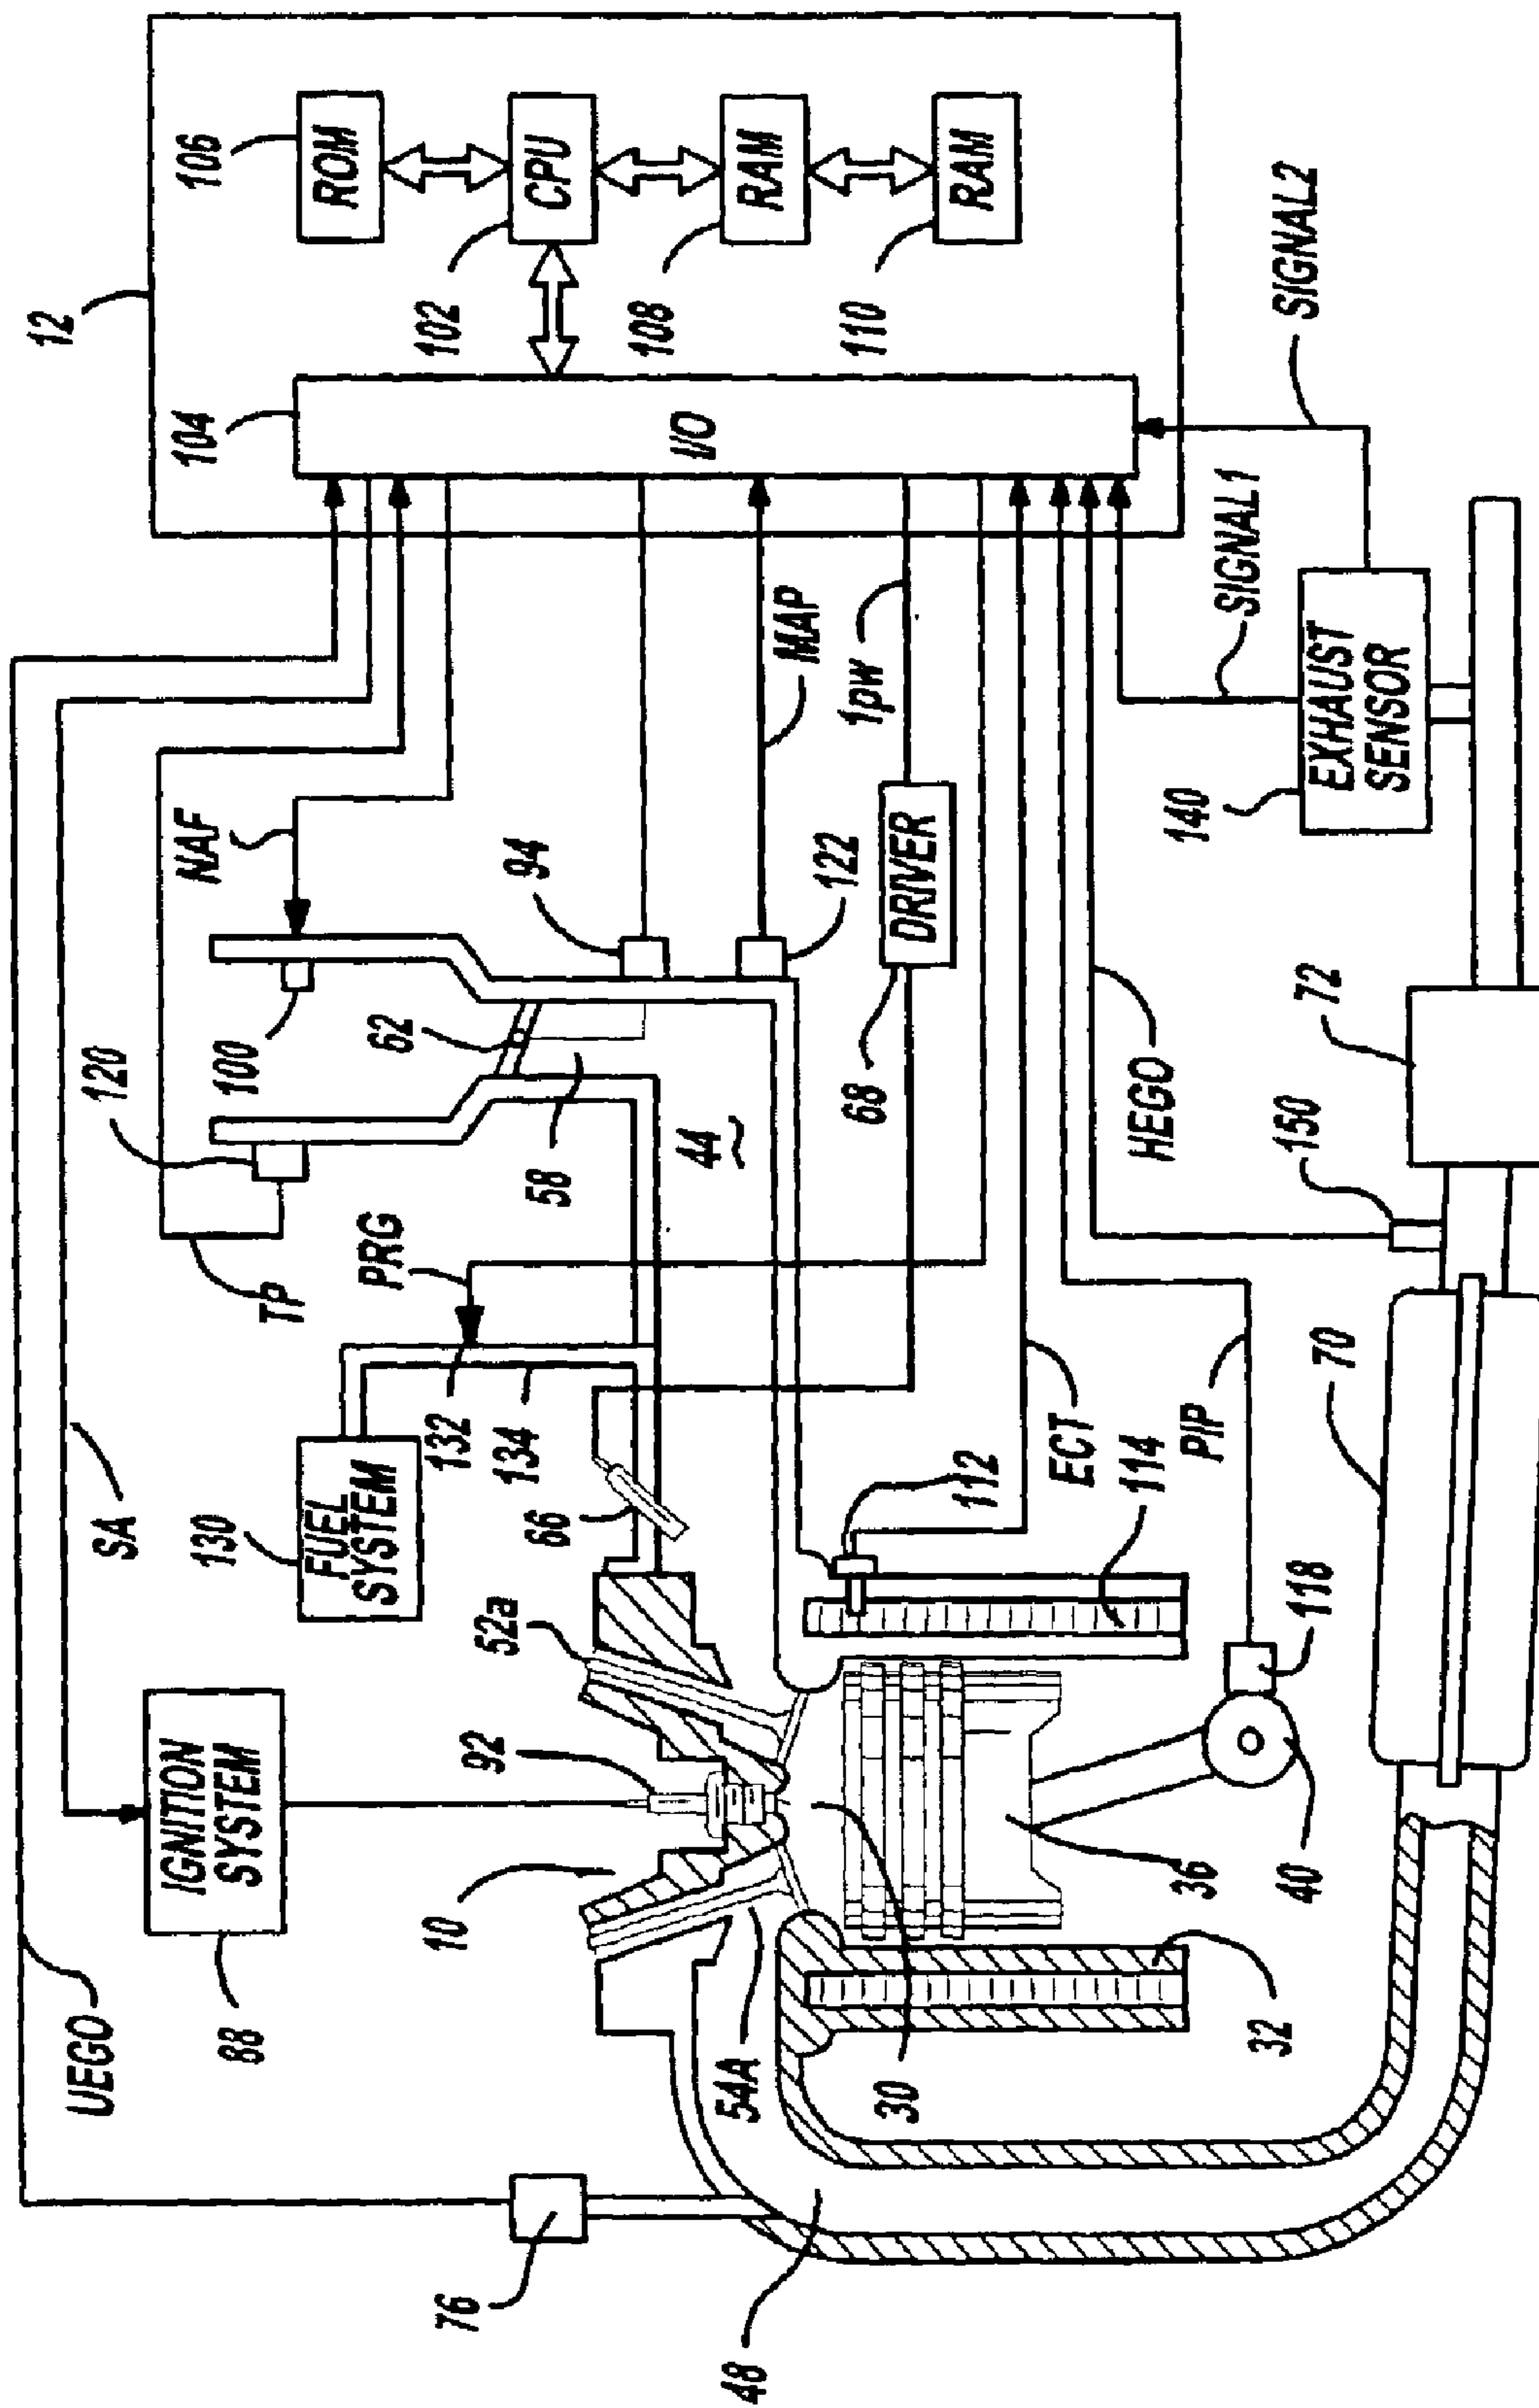 12
104
106
ROM
102
CPU
108
RAM
110
RAM
I/O
SIGNAL2
SIGNAL1
EXHAUST
SENSOR
140
NAF
94
MAP
1pw
122
DRIVER
68
HEGO
72
150
120
100
62
58
44
TP
PRG
132
134
SA
130
FUEL
SYSTEM
66
52a
112
ECT
114
PIP
118
70
IGNITION
SYSTEM
88
92
10
36
40
UEGO
54A
30
32
76
48